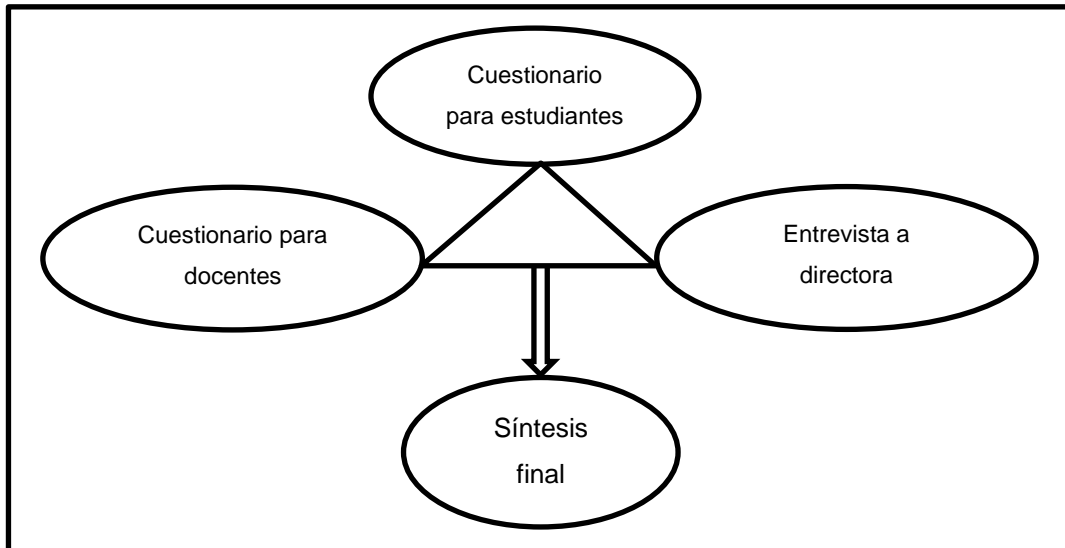 Cuestionario
para estudiantes
Cuestionario para
docentes
Entrevista a
directora
Síntesis
final